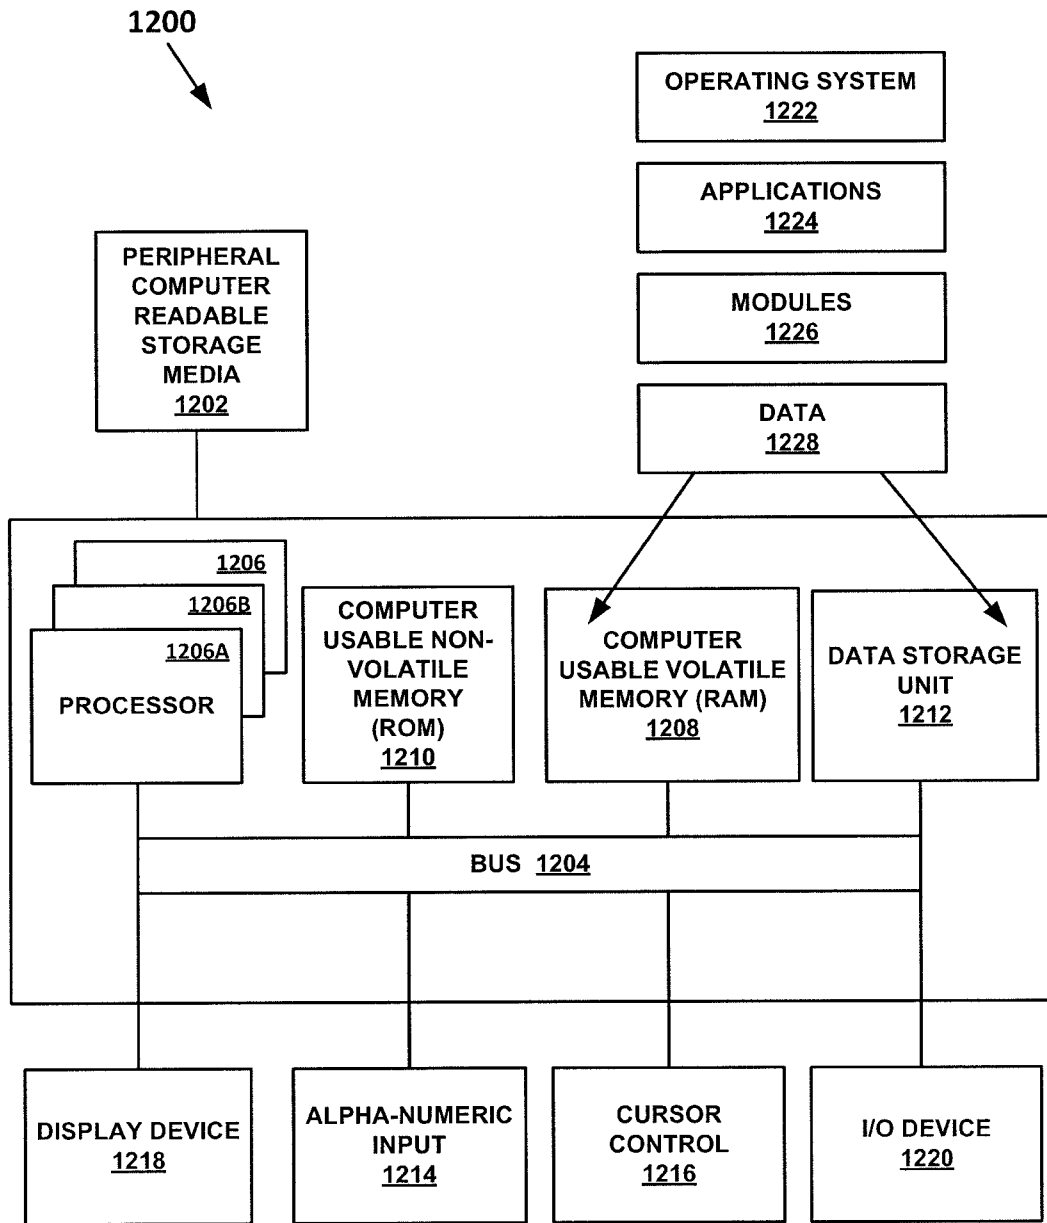 1200
OPERATING SYSTEM
1222
APPLICATIONS
1224
MODULES
1226
DATA
1228
PERIPHERAL
COMPUTER
READABLE
STORAGE
MEDIA
1202
1206
1206B
1206A
PROCESSOR
COMPUTER
USABLE NON-
VOLATILE
MEMORY
(ROM)
1210
COMPUTER
USABLE VOLATILE
MEMORY (RAM)
1208
DATA STORAGE
UNIT
1212
BUS 1204
DISPLAY DEVICE
1218
ALPHA-NUMERIC
INPUT
1214
CURSOR
CONTROL
1216
I/O DEVICE
1220